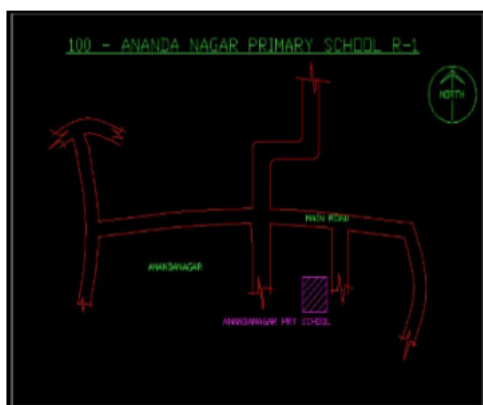 100 - ANANDA NAGAR PRIMARY SCHOOL R-1
NORTH
MAIN ROAD
ANANDANAGAR
ANANDANAGAR PRY SCHOOL